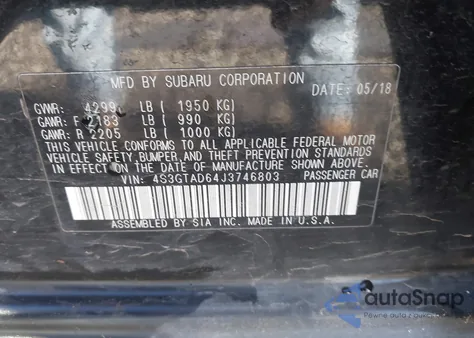 MFD BY SUBARU CORPORATION DATE: 05/18
GVWR: 4299 LB ( 1950 KG)
GAWR: F 2183 LB ( 990 KG)
GAWR: R 2205 LB ( 1000 KG)
THIS VEHICLE CONFORMS TO ALL APPLICABLE FEDERAL MOTOR
VEHICLE SAFETY, BUMPER, AND THEFT PREVENTION STANDARDS
IN EFFECT ON THE DATE OF MANUFACTURE SHOWN ABOVE.
VIN: 4S3GTAD64J3746803 PASSENGER CAR
ASSEMBLED BY SIA INC. MADE IN U.S.A.
autoSnap